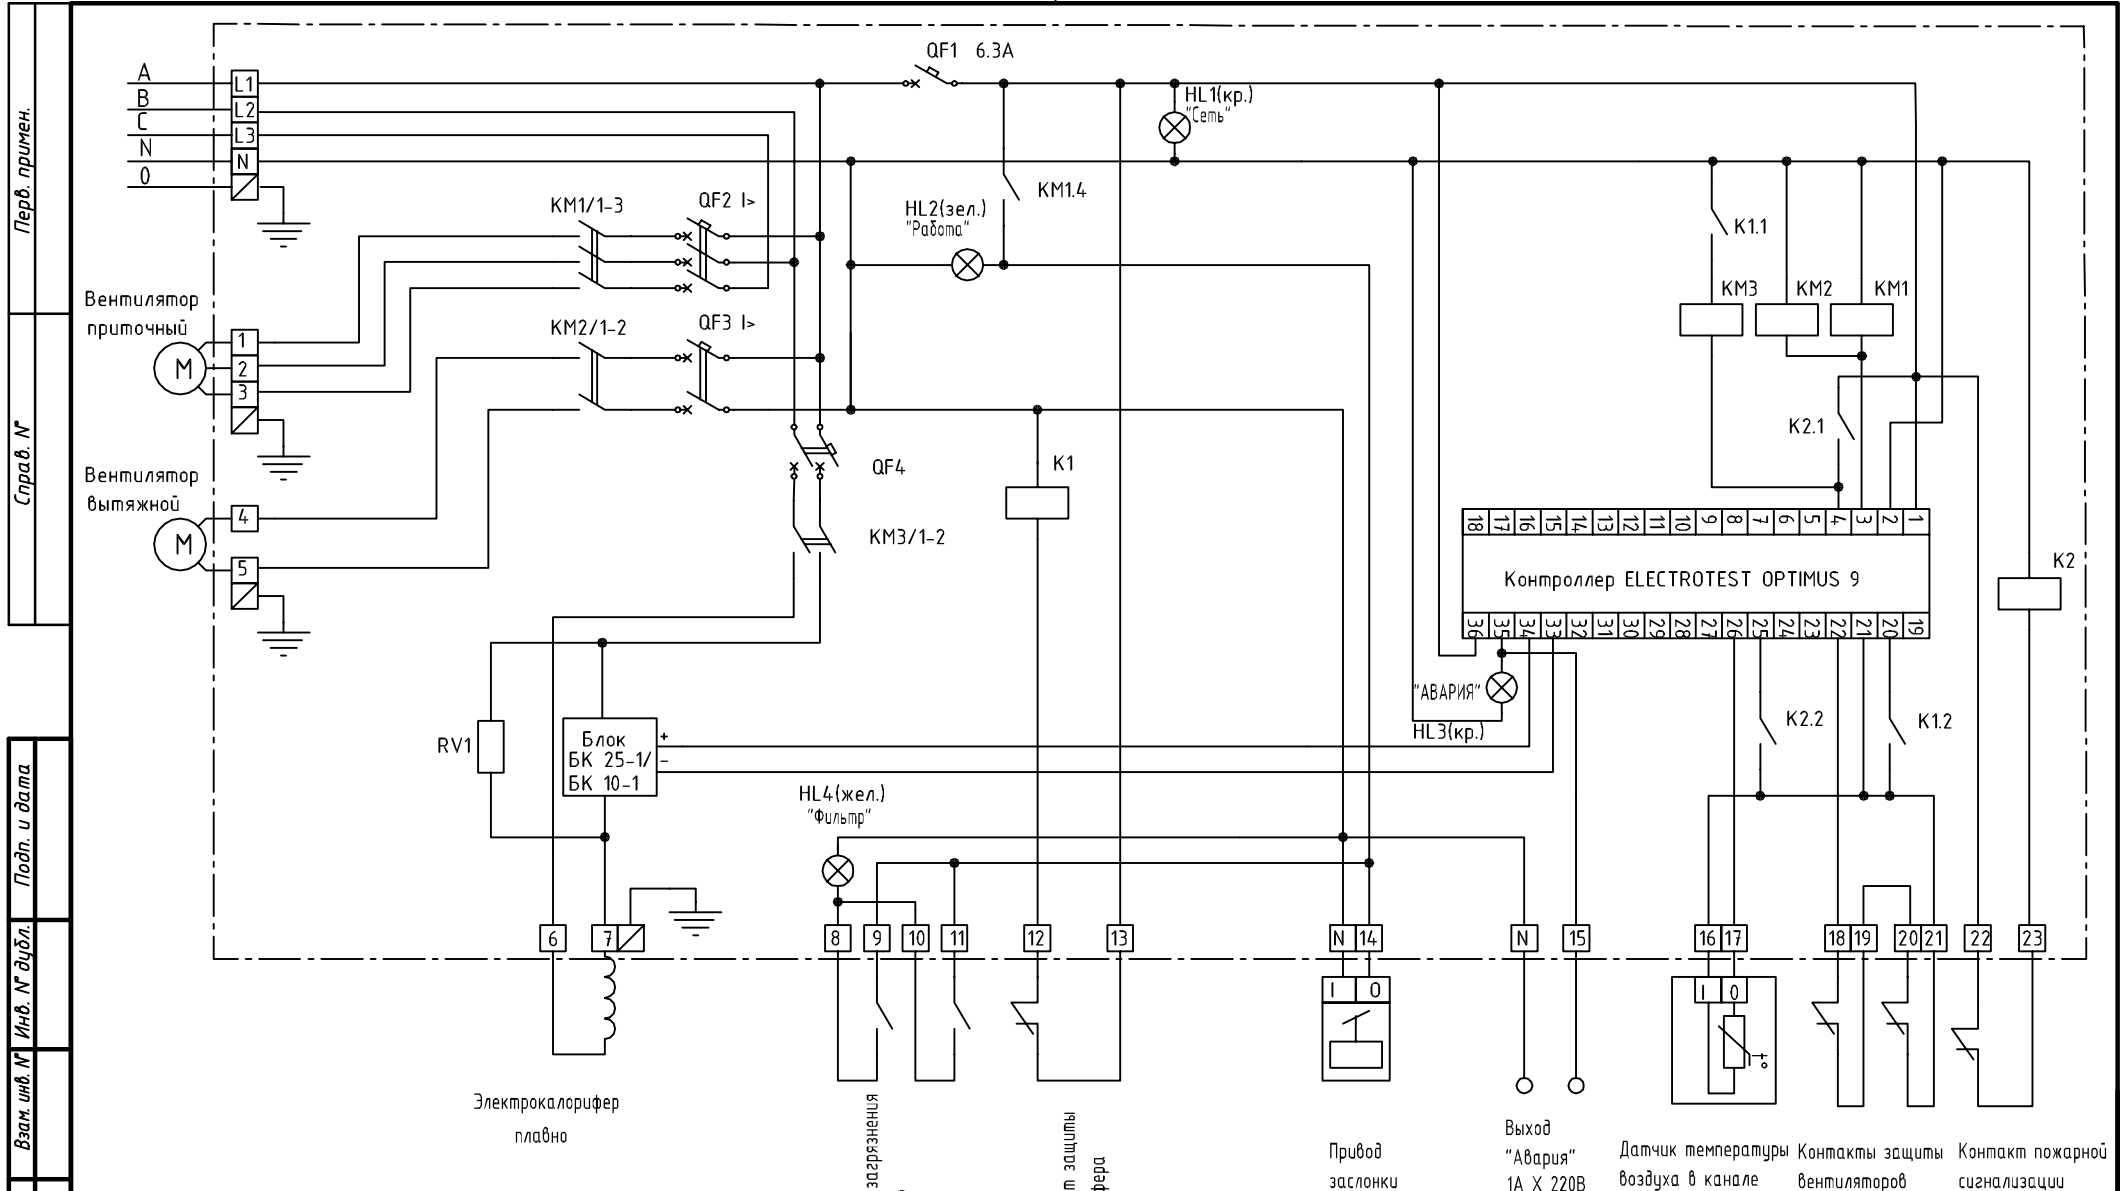 QF1 6.3А
A
B
C
N
0
L1
L2
L3
N
HL1(кр.)
"Сеть"
KM1.4
HL2(зел.)
"Работа"
KM1/1-3
QF2 I>
K1.1
KM3
KM2
KM1
Вентилятор
приточный
M
1
2
3
KM2/1-2
QF3 I>
K2.1
QF4
K1
Вентилятор
вытяжной
M
4
5
KM3/1-2
18 17 16 15 14 13 12 11 10 9 8 7 6 5 4 3 2 1
Контроллер ELECTROTEST OPTIMUS 9
36 35 34 33 32 31 30 29 28 27 26 25 24 23 22 21 20 19
K2
"АВАРИЯ"
HL3(кр.)
K2.2
K1.2
RV1
Блок
БК 25-1/
БК 10-1
+
-
HL4(жел.)
"Фильтр"
6 7 8 9 10 11 12 13 N 14 N 15 16 17 18 19 20 21 22 23
I O
I 0
t°
Электрокалорифер
плавно
загрязнения
т защиты
фера
Привод
заслонки
Выход
"Авария"
1А Х 220В
Датчик температуры
воздуха в канале
Контакты защиты
вентиляторов
Контакт пожарной
сигнализации
Перв. примен.
Справ. №
Подп. и дата
Инв. № дубл.
Взам. инв. №